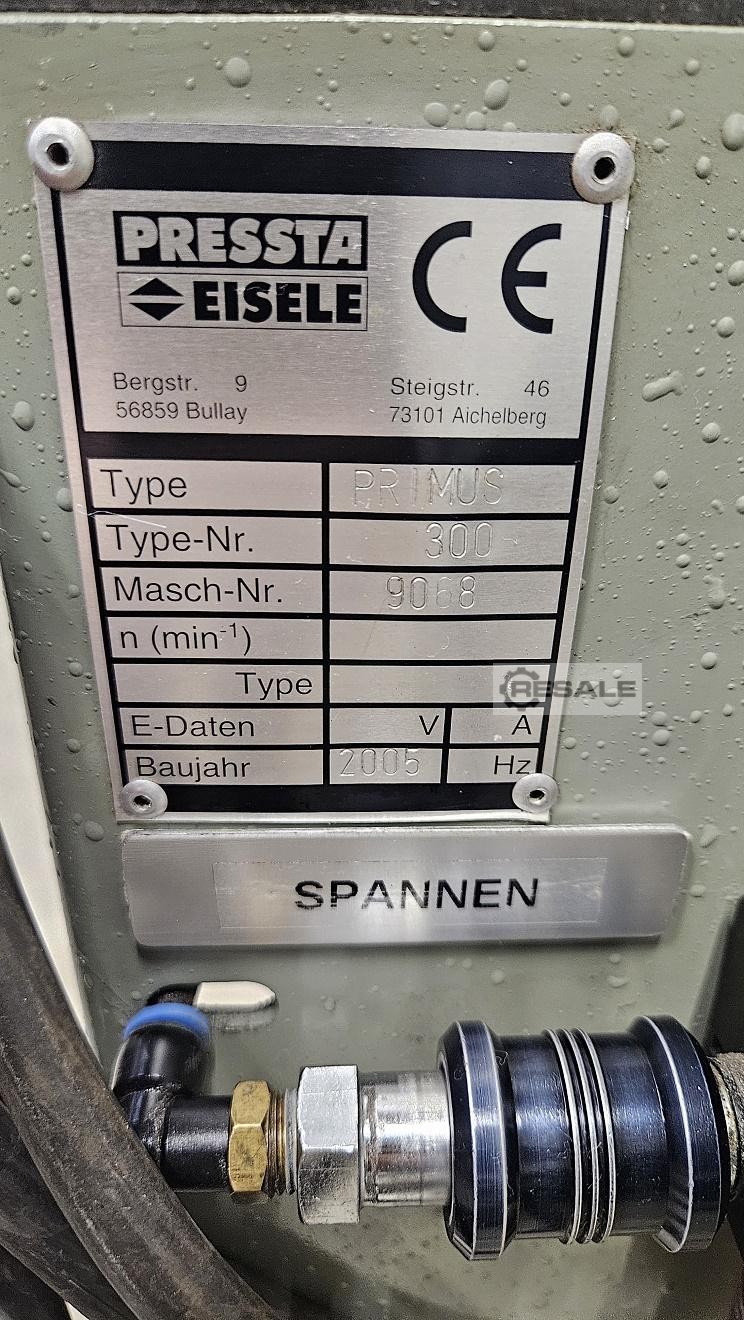 PRESSTA
EISELE
CE
Bergstr. 9
56859 Bullay
Steigstr. 46
73101 Aichelberg
Type PRIMUS
Type-Nr. 300
Masch-Nr. 9068
n (min-1)
Type
E-Daten V A
Baujahr 2005 Hz
RESALE
SPANNEN